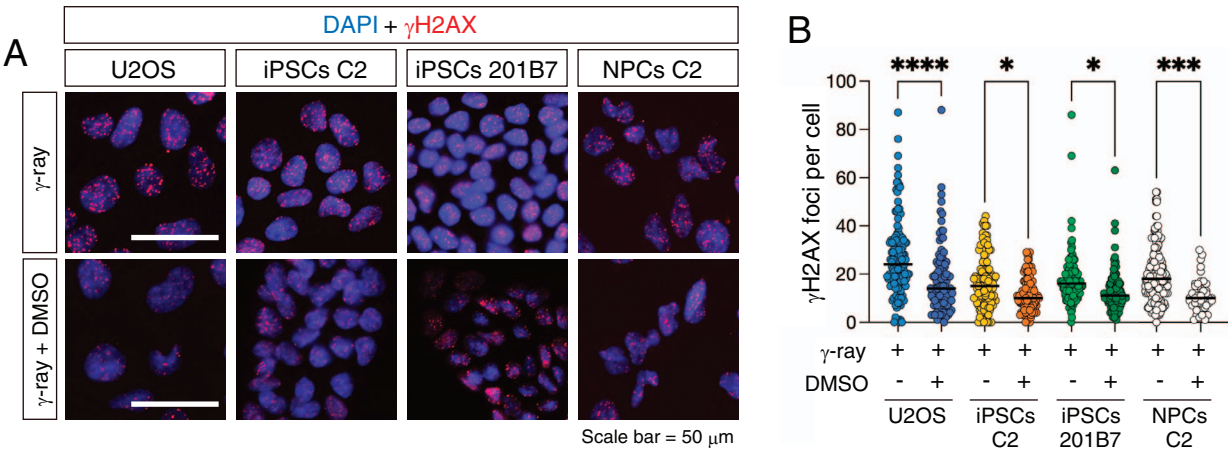 A
DAPI + γH2AX
U2OS
iPSCs C2
iPSCs 201B7
NPCs C2
γ-ray
γ-ray + DMSO
Scale bar = 50 μm
B
**** * * ***
γH2AX foci per cell
100
80
60
40
20
0
γ-ray + + + + + + + +
DMSO - + - + - + - +
U2OS iPSCs iPSCs NPCs
C2 201B7 C2